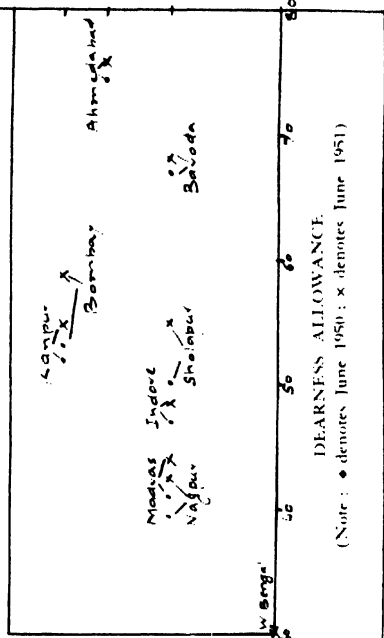 80
70
60
50
40
Ahmedabad
Baroda
Bombay
Kanpur
Sholapur
Indore
Madras
Nagpur
W Bengal
DEARNESS ALLOWANCE
(Note : ● denotes June 1950 : × denotes June 1951)